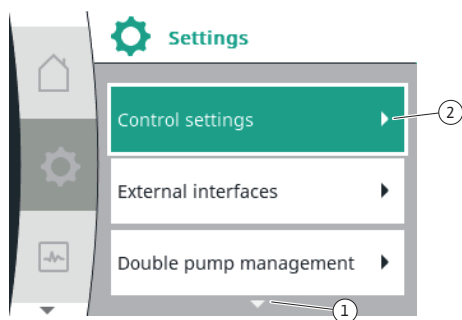 Settings
Control settings
2
External interfaces
Double pump management
1